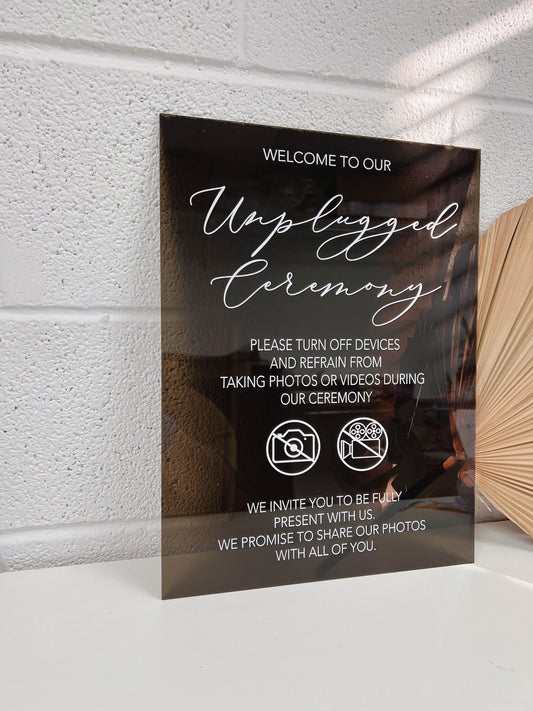 WELCOME TO OUR
Unplugged
Ceremony
PLEASE TURN OFF DEVICES
AND REFRAIN FROM
TAKING PHOTOS OR VIDEOS DURING
OUR CEREMONY
WE INVITE YOU TO BE FULLY
PRESENT WITH US.
WE PROMISE TO SHARE OUR PHOTOS
WITH ALL OF YOU.